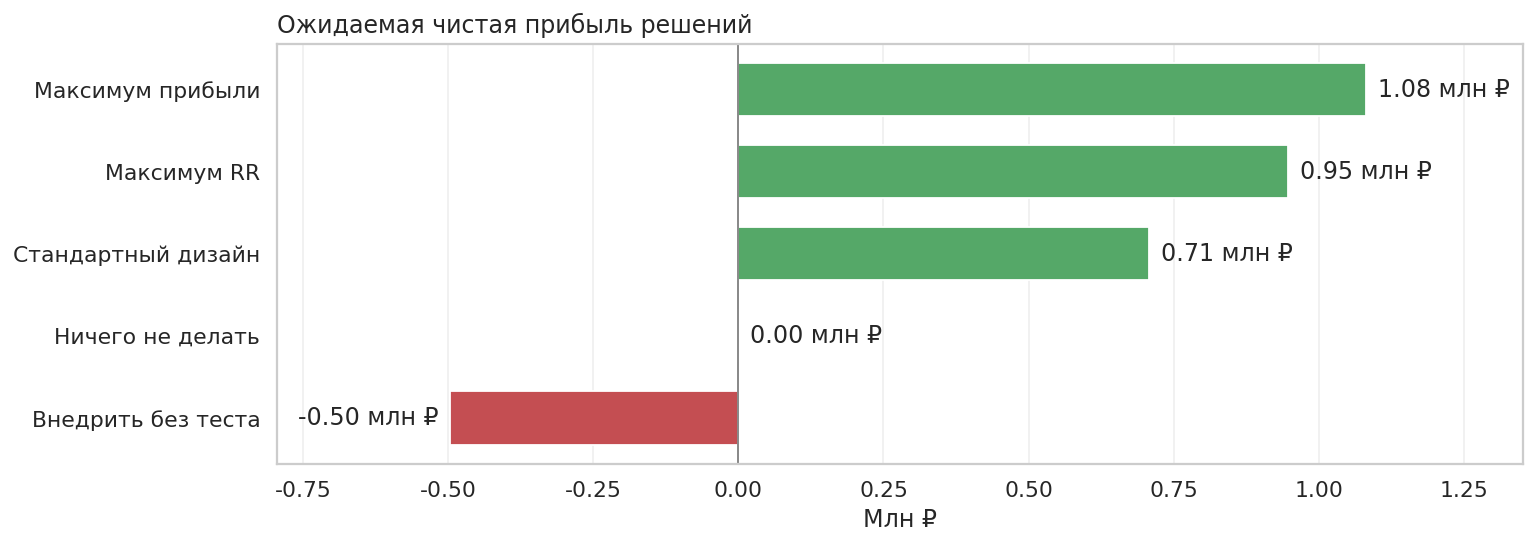 Ожидаемая чистая прибыль решений
Максимум прибыли
1.08 млн ₽
Максимум RR
0.95 млн ₽
Стандартный дизайн
0.71 млн ₽
Ничего не делать
0.00 млн ₽
Внедрить без теста
-0.50 млн ₽
-0.75 -0.50 -0.25 0.00 0.25 0.50 0.75 1.00 1.25
Млн ₽